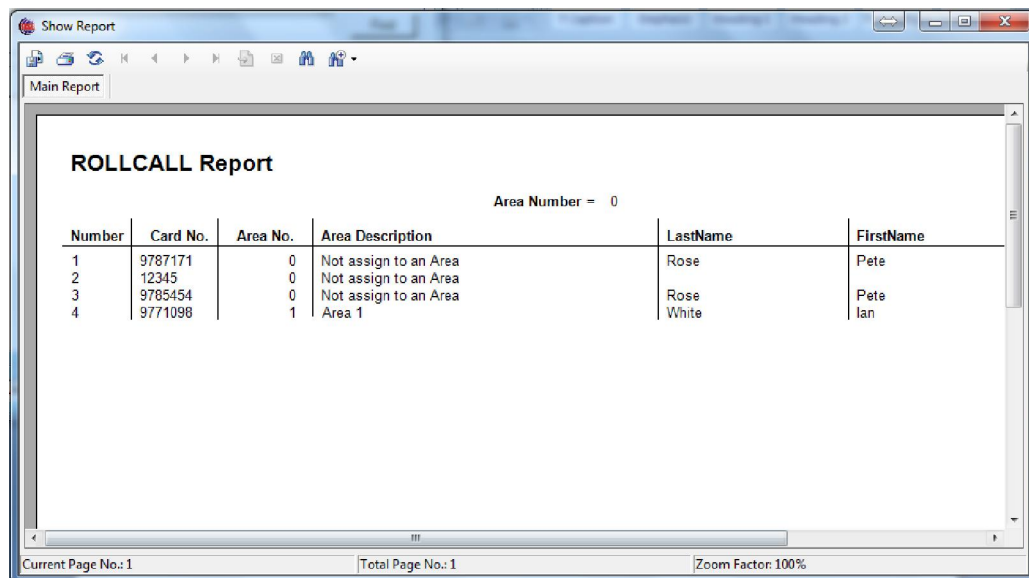 Show Report
Main Report
ROLLCALL Report
Area Number = 0
Number Card No. Area No. Area Description LastName FirstName
1 9787171 0 Not assign to an Area Rose Pete
2 12345 0 Not assign to an Area
3 9785454 0 Not assign to an Area Rose Pete
4 9771098 1 Area 1 White Ian
Current Page No.: 1 Total Page No.: 1 Zoom Factor: 100%